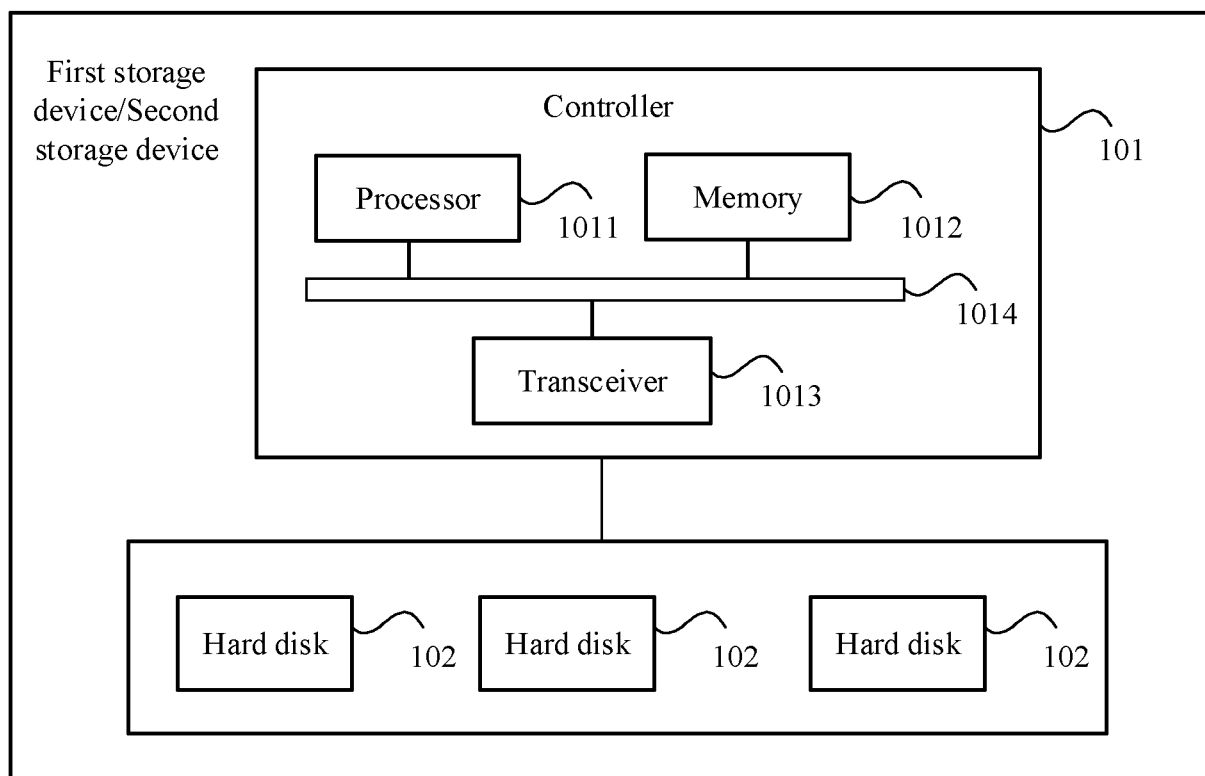 First storage
device/Second
storage device
Controller
101
Processor
1011
Memory
1012
1014
Transceiver
1013
Hard disk
102
Hard disk
102
Hard disk
102